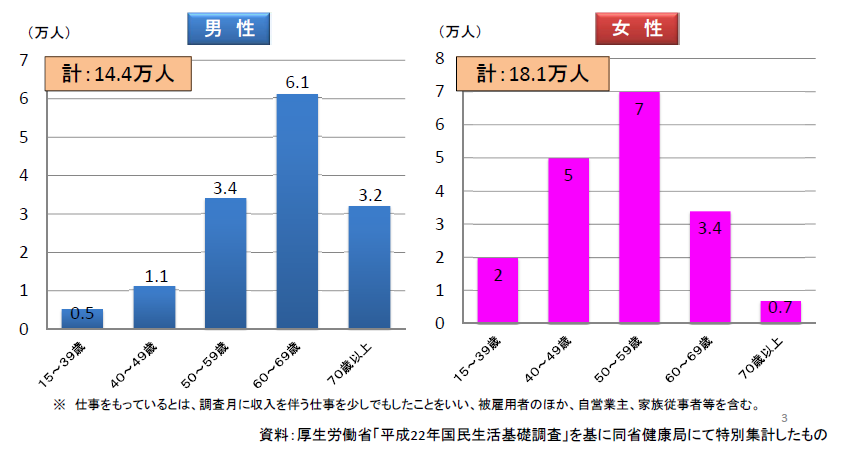 (万人)
男 性
7
計：14.4万人
6
5
4
3
2
1
0
0.5
1.1
3.4
6.1
3.2
15～39歳
40～49歳
50～59歳
60～69歳
70歳以上
(万人)
女 性
8
計：18.1万人
7
6
5
4
3
2
1
0
2
5
7
3.4
0.7
15～39歳
40～49歳
50～59歳
60～69歳
70歳以上
※ 仕事をもっているとは、調査月に収入を伴う仕事を少しでもしたことをいい、被雇用者のほか、自営業主、家族従事者等を含む。
3
資料：厚生労働省「平成22年国民生活基礎調査」を基に同省健康局にて特別集計したもの